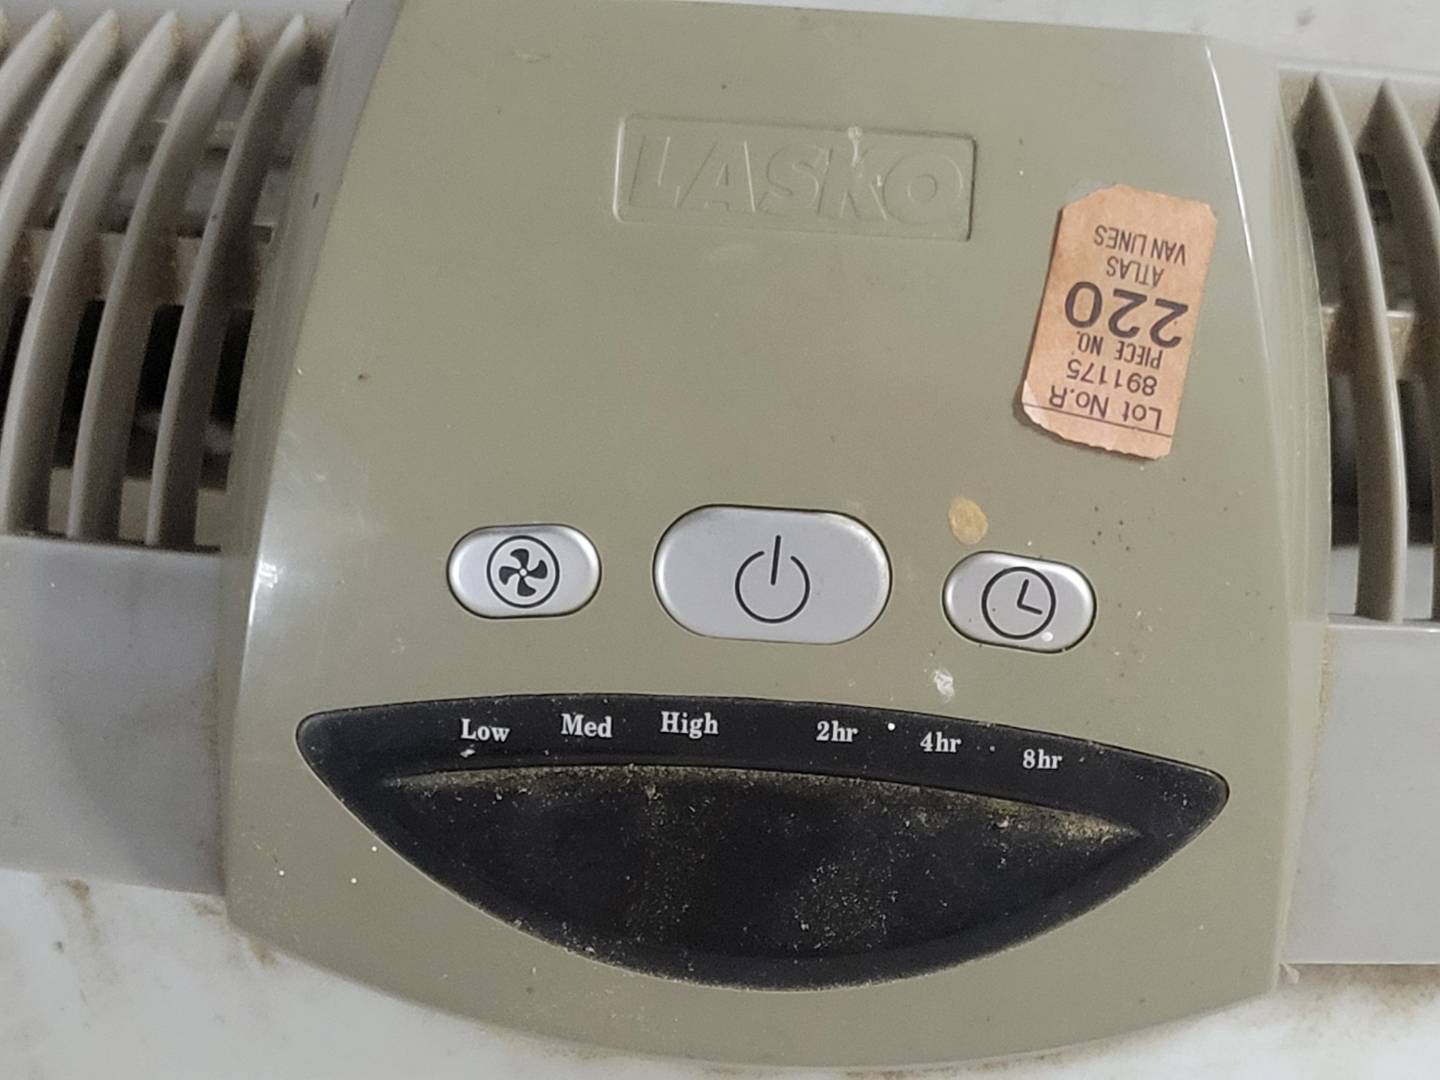 LASKO
Lot No.R
891175
PIECE NO.
220
ATLAS
VAN LINES
Low Med High 2hr 4hr 8hr